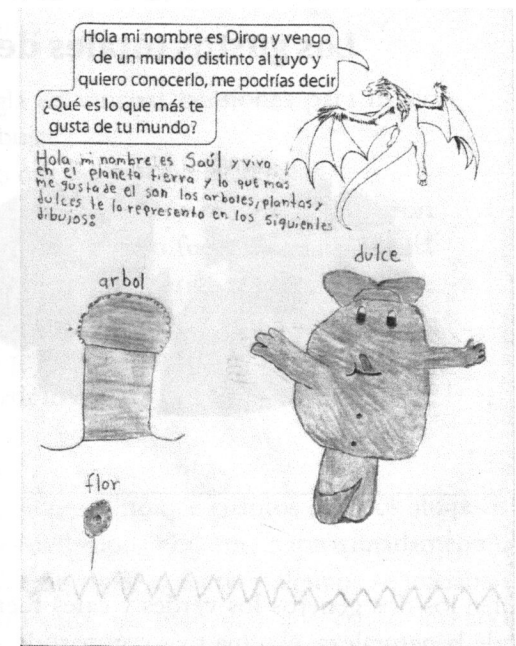 Hola mi nombre es Dirog y vengo
de un mundo distinto al tuyo y
quiero conocerlo, me podrías decir
¿Qué es lo que más te
gusta de tu mundo?
Hola mi nombre es Saúl y vivo
en el planeta tierra y lo que mas
me gusta de el son los arboles, plantas y
dulces te lo represento en los siguientes
dibujos:
dulce
arbol
flor